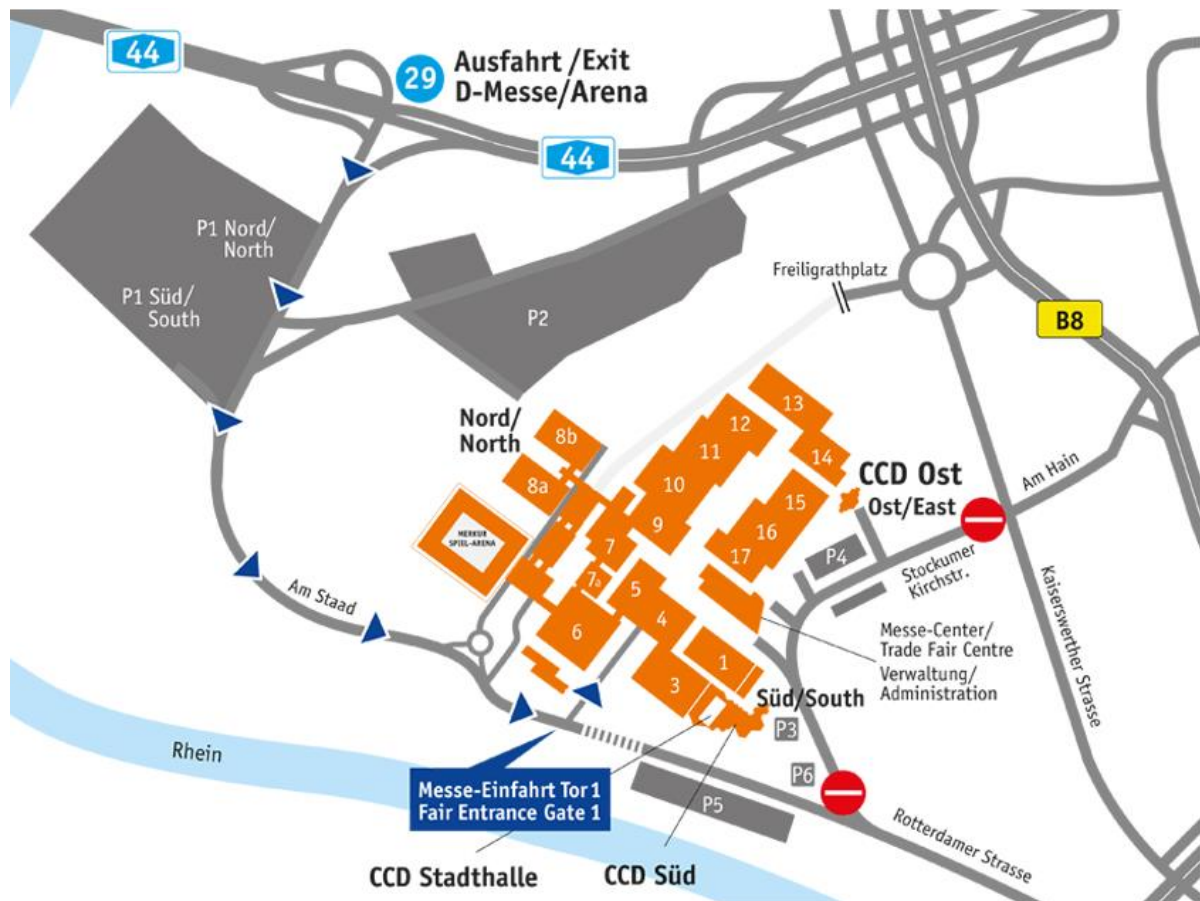 44
29
Ausfahrt /Exit
D-Messe/Arena
44
P1 Nord/
North
P1 Süd/
South
P2
Freiligrathplatz
B8
Nord/
North
8b
8a
13
12
11
14
10
9
CCD Ost
Ost/East
Am Hain
15
16
17
MERKUR
SPIEL-ARENA
7
7a
5
4
6
P4
Stockumer
Kirchstr.
Kaiserswerther Strasse
Am Staad
Messe-Center/
Trade Fair Centre
Verwaltung/
Administration
1
3
Süd/South
P3
P6
Rhein
Messe-Einfahrt Tor 1
Fair Entrance Gate 1
P5
Rotterdamer Strasse
CCD Stadthalle
CCD Süd